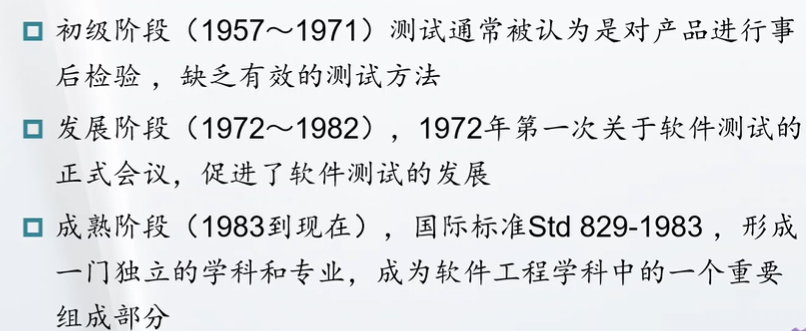 初级阶段（1957～1971）测试通常被认为是对产品进行事
后检验，缺乏有效的测试方法
发展阶段（1972～1982），1972年第一次关于软件测试的
正式会议，促进了软件测试的发展
成熟阶段（1983到现在），国际标准Std 829-1983，形成
一门独立的学科和专业，成为软件工程学科中的一个重要
组成部分